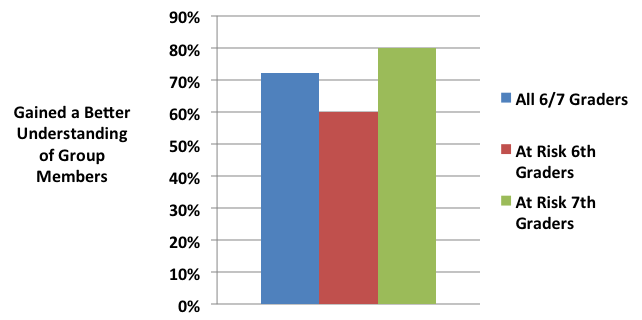 90%
80%
70%
60%
50%
40%
30%
20%
10%
0%
Gained a Better
Understanding
of Group
Members
All 6/7 Graders
At Risk 6th
Graders
At Risk 7th
Graders